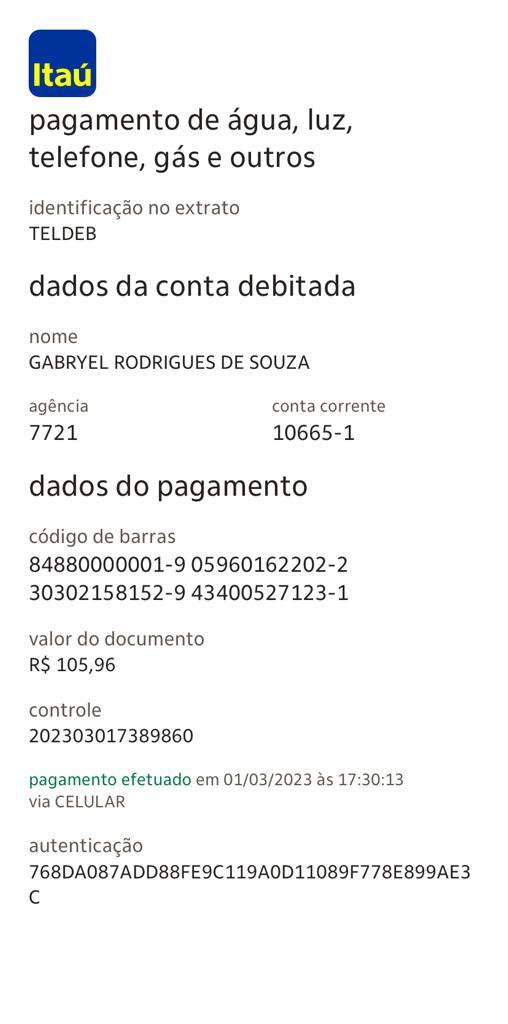 Itaú
pagamento de água, luz,
telefone, gás e outros
identificação no extrato
TELDEB
dados da conta debitada
nome
GABRYEL RODRIGUES DE SOUZA
agência conta corrente
7721 10665-1
dados do pagamento
código de barras
84880000001-9 05960162202-2
30302158152-9 43400527123-1
valor do documento
R$ 105,96
controle
202303017389860
pagamento efetuado em 01/03/2023 às 17:30:13
via CELULAR
autenticação
768DA087ADD88FE9C119A0D11089F778E899AE3
C